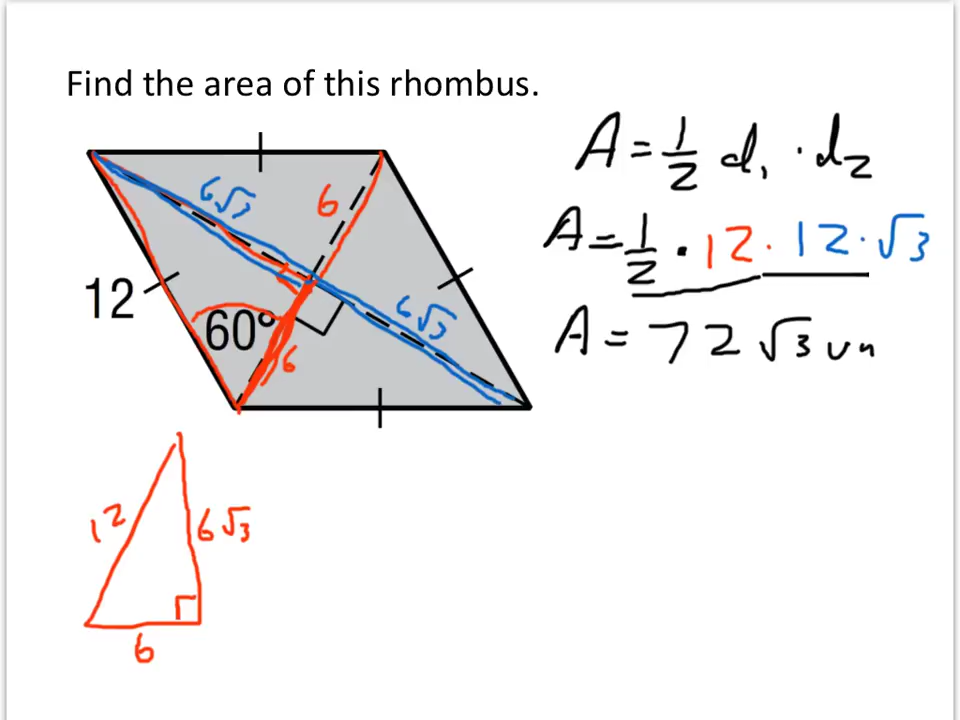 Find the area of this rhombus.
A = 1/2 d₁ · d₂
6√3
6
A = 1/2 · 12 · 12 · √3
12
6√3
60°
6
A = 72 √3 un
12
6√3
6